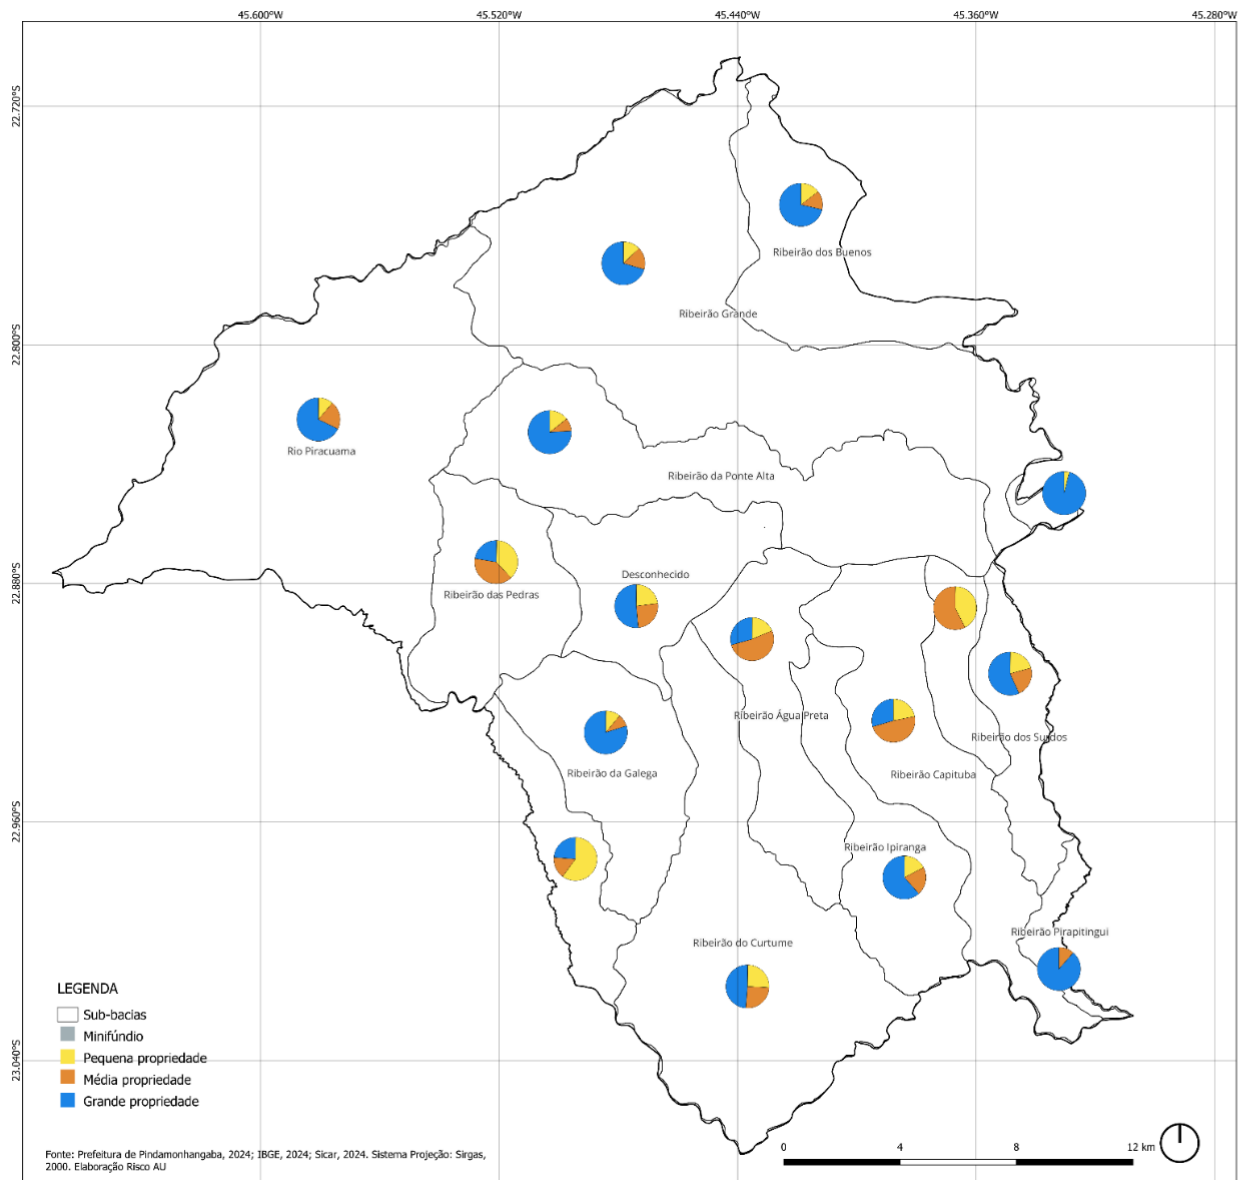 45.600°W 45.520°W 45.440°W 45.360°W 45.280°W
22.720°S
Ribeirão dos Buenos
Ribeirão Grande
22.800°S
Rio Piracuama
Ribeirão da Ponte Alta
22.880°S
Desconhecido
Ribeirão das Pedras
Ribeirão Água Preta
Ribeirão dos Surdos
Ribeirão da Galega
Ribeirão Capituba
22.960°S
Ribeirão Ipiranga
Ribeirão Pirapitingui
Ribeirão do Curtume
23.040°S
LEGENDA
Sub-bacias
Minifúndio
Pequena propriedade
Média propriedade
Grande propriedade
Fonte: Prefeitura de Pindamonhangaba, 2024; IBGE, 2024; Sicar, 2024. Sistema Projeção: Sirgas,
2000. Elaboração Risco AU
0 4 8 12 km